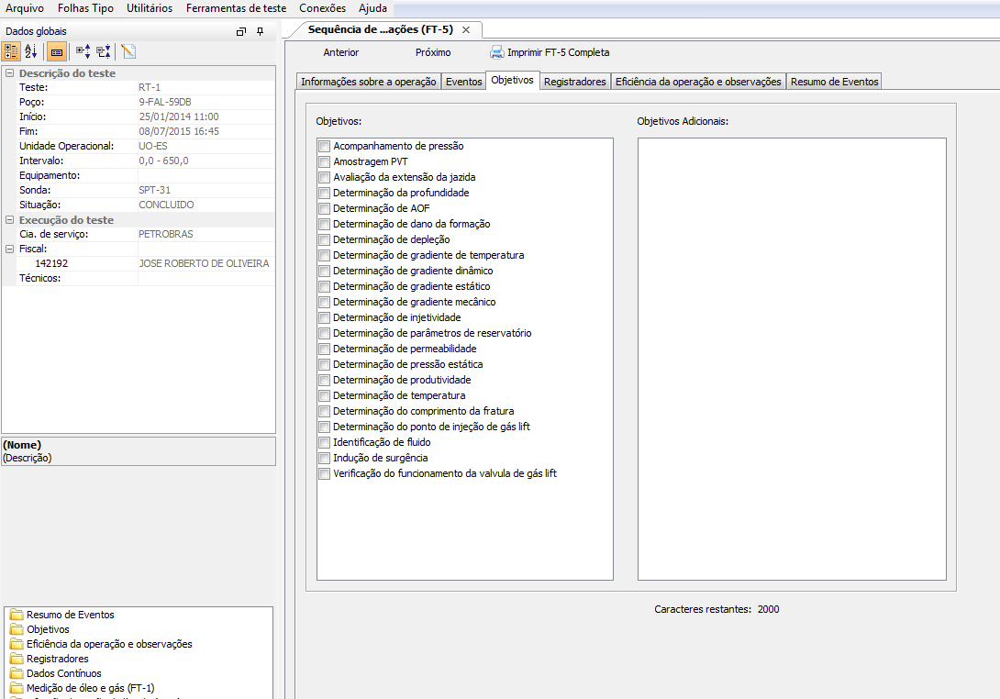 Arquivo Folhas Tipo Utilitários Ferramentas de teste Conexões Ajuda
Dados globais
Descrição do teste
Teste: RT-1
Poço: 9-FAL-59DB
Início: 25/01/2014 11:00
Fim: 08/07/2015 16:45
Unidade Operacional: UO-ES
Intervalo: 0,0 - 650,0
Equipamento:
Sonda: SPT-31
Situação: CONCLUIDO
Execução do teste
Cia. de serviço: PETROBRAS
Fiscal:
142192 JOSE ROBERTO DE OLIVEIRA
Técnicos:
(Nome)
(Descrição)
Resumo de Eventos
Objetivos
Eficiência da operação e observações
Registradores
Dados Contínuos
Medição de óleo e gás (FT-1)
Sequência de ...ações (FT-5)
Anterior Próximo Imprimir FT-5 Completa
Informações sobre a operação Eventos Objetivos Registradores Eficiência da operação e observações Resumo de Eventos
Objetivos:
Acompanhamento de pressão
Amostragem PVT
Avaliação da extensão da jazida
Determinação da profundidade
Determinação de AOF
Determinação de dano da formação
Determinação de depleção
Determinação de gradiente de temperatura
Determinação de gradiente dinâmico
Determinação de gradiente estático
Determinação de gradiente mecânico
Determinação de injetividade
Determinação de parâmetros de reservatório
Determinação de permeabilidade
Determinação de pressão estática
Determinação de produtividade
Determinação de temperatura
Determinação do comprimento da fratura
Determinação do ponto de injeção de gás lift
Identificação de fluido
Indução de surgência
Verificação do funcionamento da valvula de gás lift
Objetivos Adicionais:
Caracteres restantes: 2000